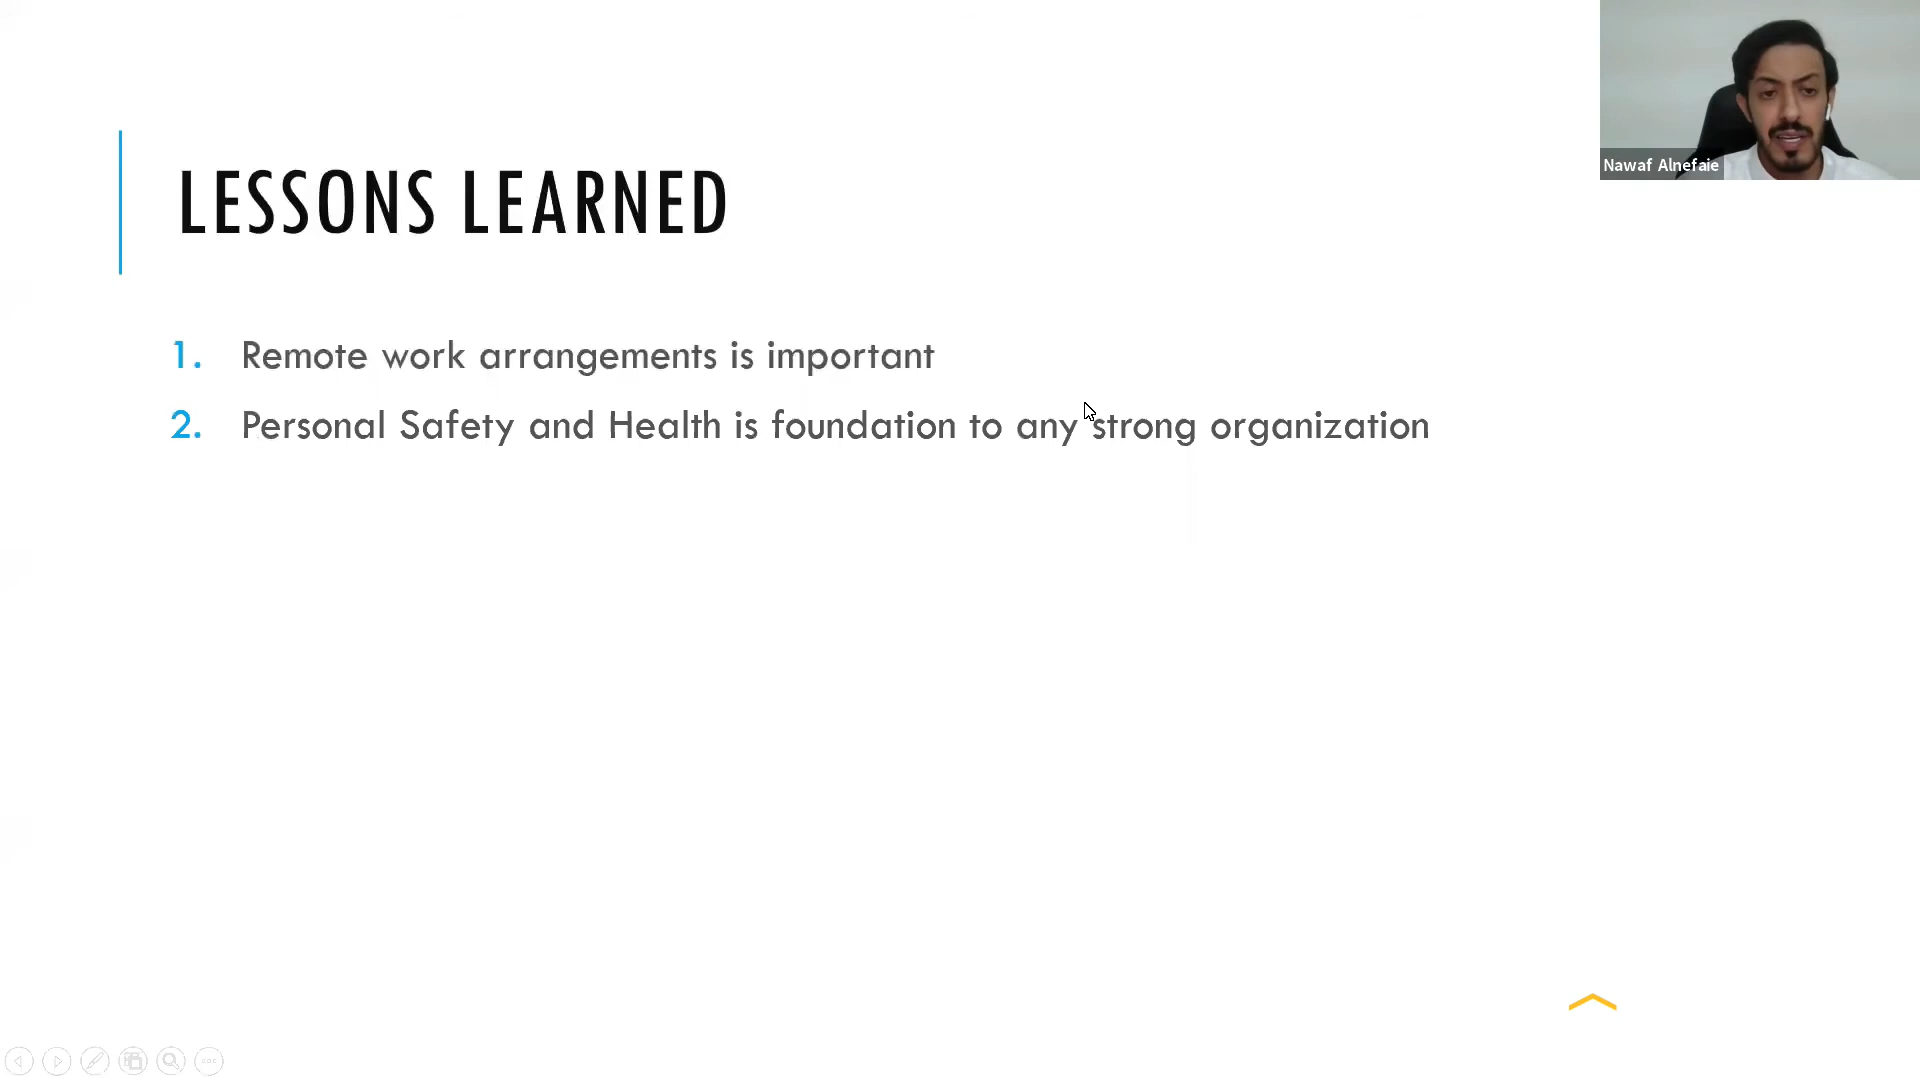 LESSONS LEARNED
Nawaf Alnefaie
1. Remote work arrangements is important
2. Personal Safety and Health is foundation to any strong organization